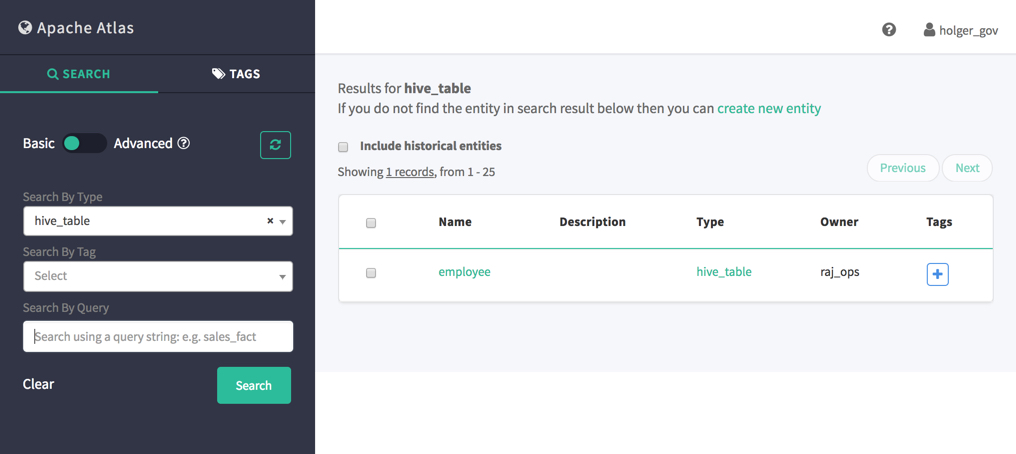 Apache Atlas
SEARCH TAGS
Basic Advanced ?
Search By Type
hive_table ×
Search By Tag
Select
Search By Query
Search using a query string: e.g. sales_fact
Clear Search
? holger_gov
Results for hive_table
If you do not find the entity in search result below then you can create new entity
Include historical entities
Showing 1 records, from 1 - 25
Previous Next
Name Description Type Owner Tags
employee hive_table raj_ops +